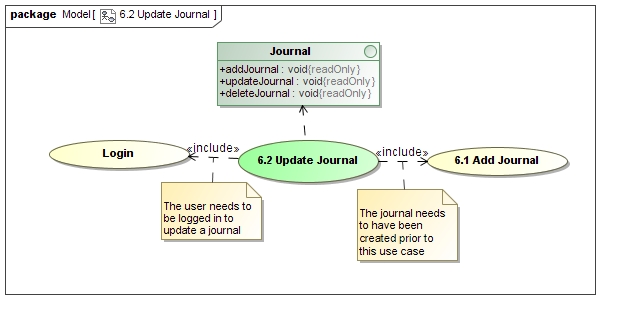 package Model[ 6.2 Update Journal ]
Journal
+addJournal : void{readOnly}
+updateJournal : void{readOnly}
+deleteJournal : void{readOnly}
Login
«include»
6.2 Update Journal
«include»
6.1 Add Journal
The user needs to
be logged in to
update a journal
The journal needs
to have been
created prior to
this use case